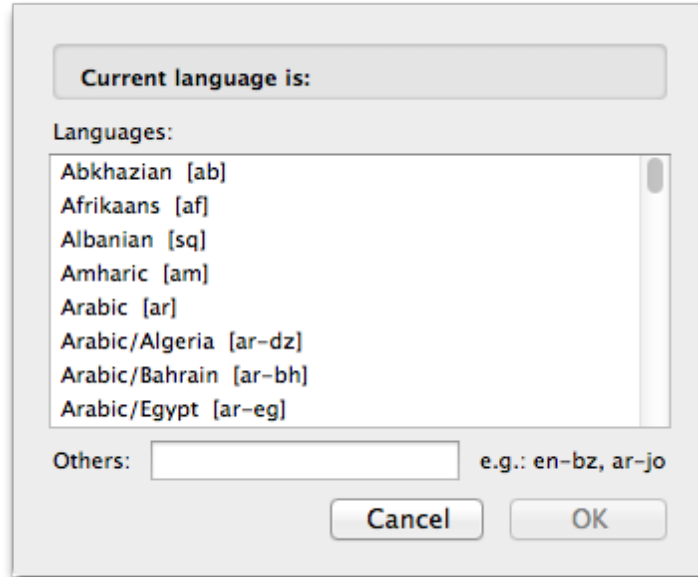 Current language is:
Languages:
Abkhazian [ab]
Afrikaans [af]
Albanian [sq]
Amharic [am]
Arabic [ar]
Arabic/Algeria [ar-dz]
Arabic/Bahrain [ar-bh]
Arabic/Egypt [ar-eg]
Others: e.g.: en-bz, ar-jo
Cancel OK